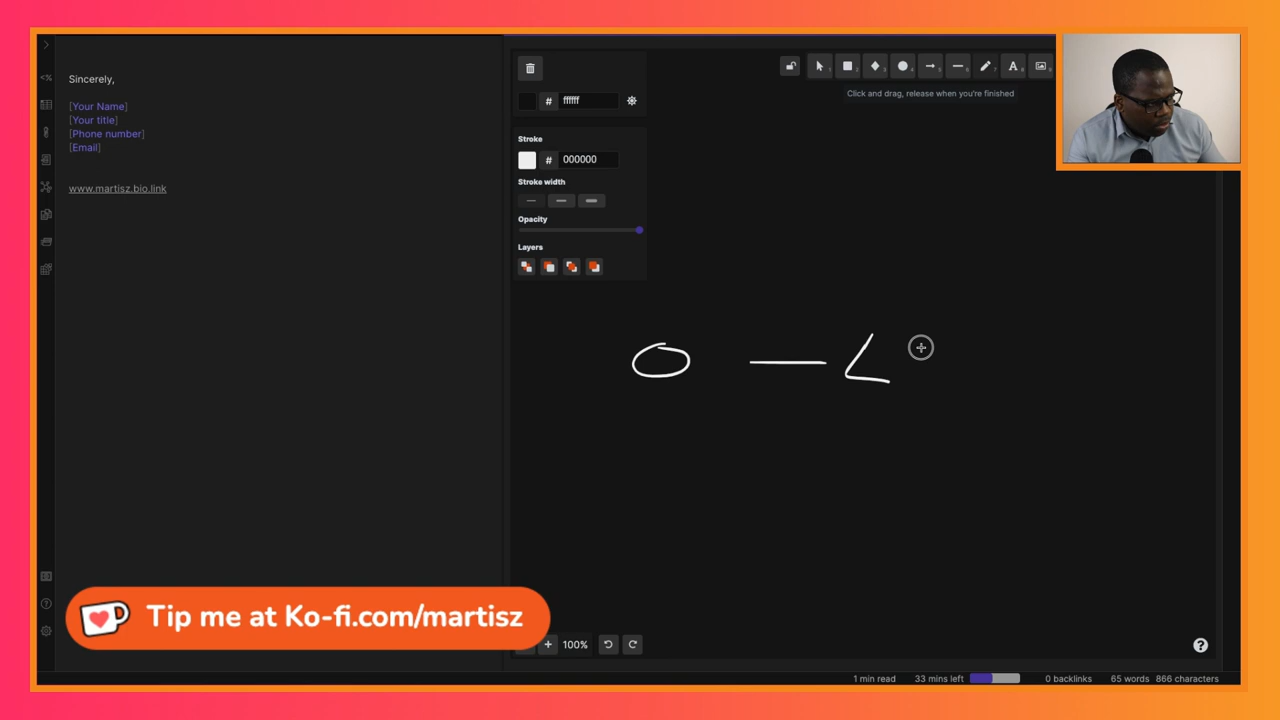 Sincerely,
[Your Name]
[Your title]
[Phone number]
[Email]
www.martisz.bio.link
# ffffff
Stroke
# 000000
Stroke width
Opacity
Layers
A
Click and drag, release when you're finished
Tip me at Ko-fi.com/martisz
+ 100%
?
1 min read 33 mins left 0 backlinks 65 words 866 characters